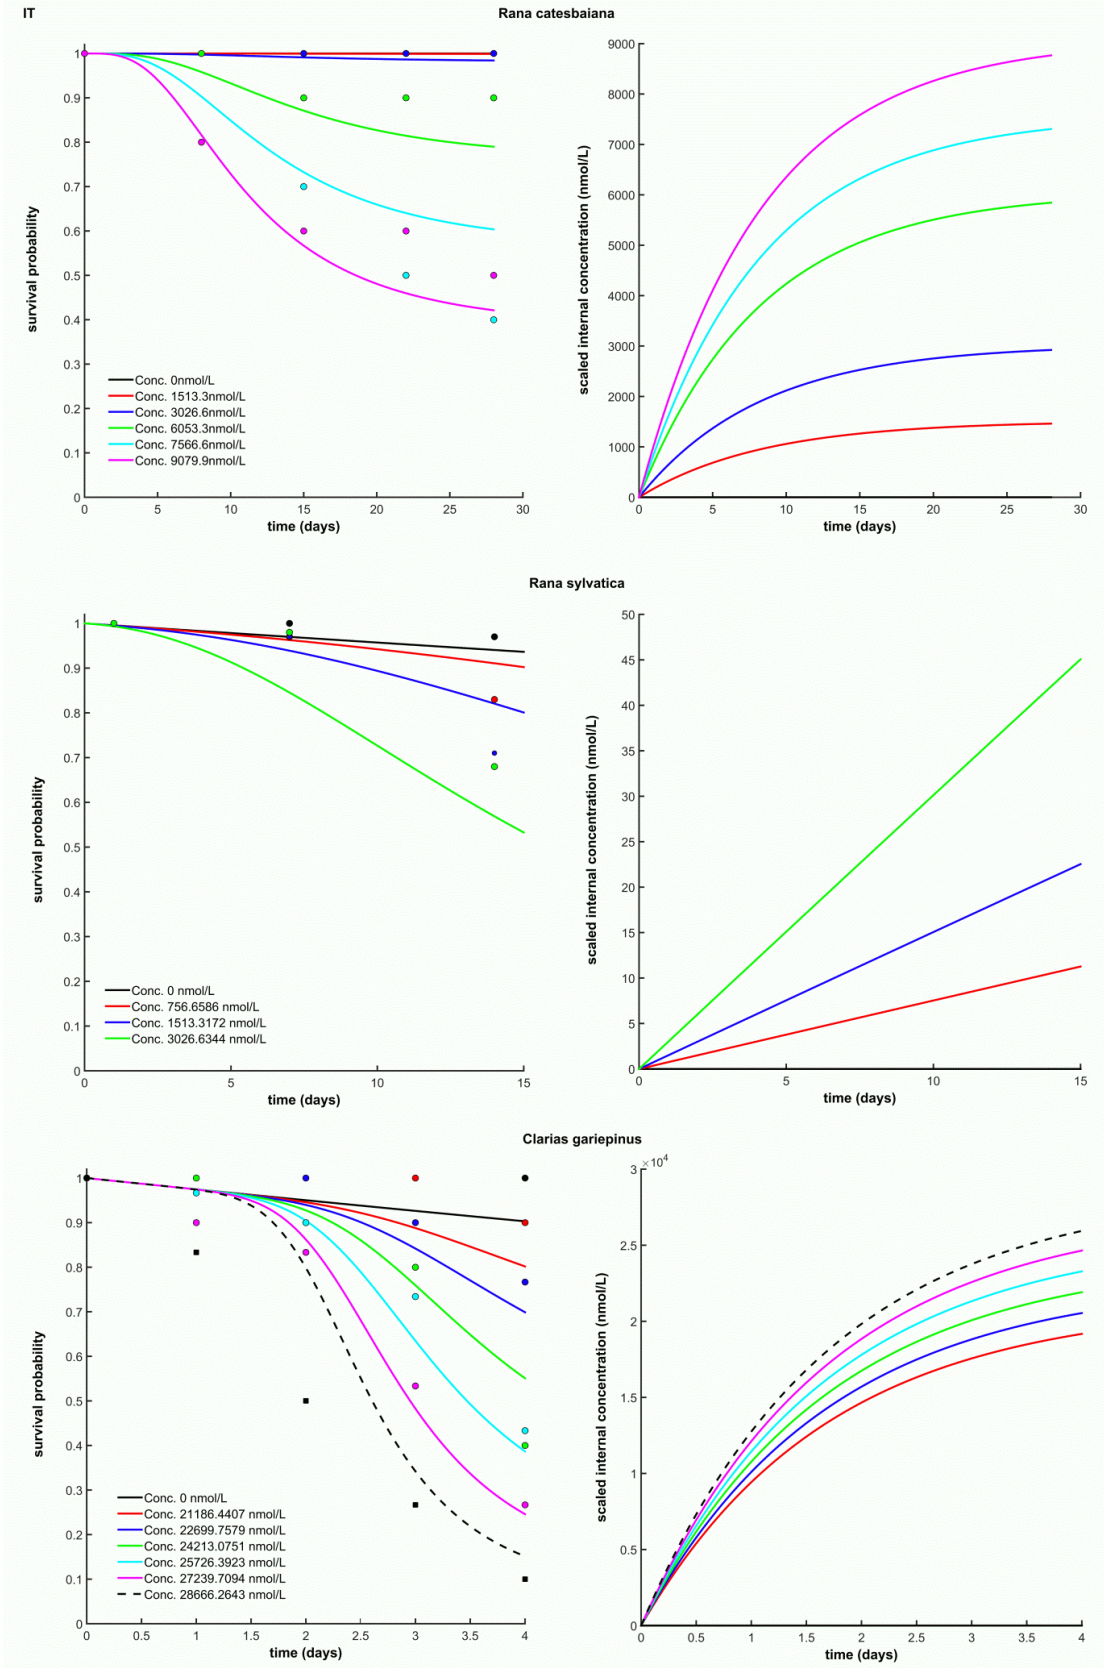 IT
Rana catesbaiana
survival probability
1
0.9
0.8
0.7
0.6
0.5
0.4
0.3
0.2
0.1
0
Conc. 0nmol/L
Conc. 1513.3nmol/L
Conc. 3026.6nmol/L
Conc. 6053.3nmol/L
Conc. 7566.6nmol/L
Conc. 9079.9nmol/L
0 5 10 15 20 25 30
time (days)
scaled internal concentration (nmol/L)
9000
8000
7000
6000
5000
4000
3000
2000
1000
0
0 5 10 15 20 25 30
time (days)
Rana sylvatica
survival probability
1
0.9
0.8
0.7
0.6
0.5
0.4
0.3
0.2
0.1
0
Conc. 0 nmol/L
Conc. 756.6586 nmol/L
Conc. 1513.3172 nmol/L
Conc. 3026.6344 nmol/L
0 5 10 15
time (days)
scaled internal concentration (nmol/L)
50
45
40
35
30
25
20
15
10
5
0
0 5 10 15
time (days)
Clarias gariepinus
survival probability
1
0.9
0.8
0.7
0.6
0.5
0.4
0.3
0.2
0.1
0
Conc. 0 nmol/L
Conc. 21186.4407 nmol/L
Conc. 22699.7579 nmol/L
Conc. 24213.0751 nmol/L
Conc. 25726.3923 nmol/L
Conc. 27239.7094 nmol/L
Conc. 28666.2643 nmol/L
0 0.5 1 1.5 2 2.5 3 3.5 4
time (days)
scaled internal concentration (nmol/L)
×10⁴
3
2.5
2
1.5
1
0.5
0
0 0.5 1 1.5 2 2.5 3 3.5 4
time (days)